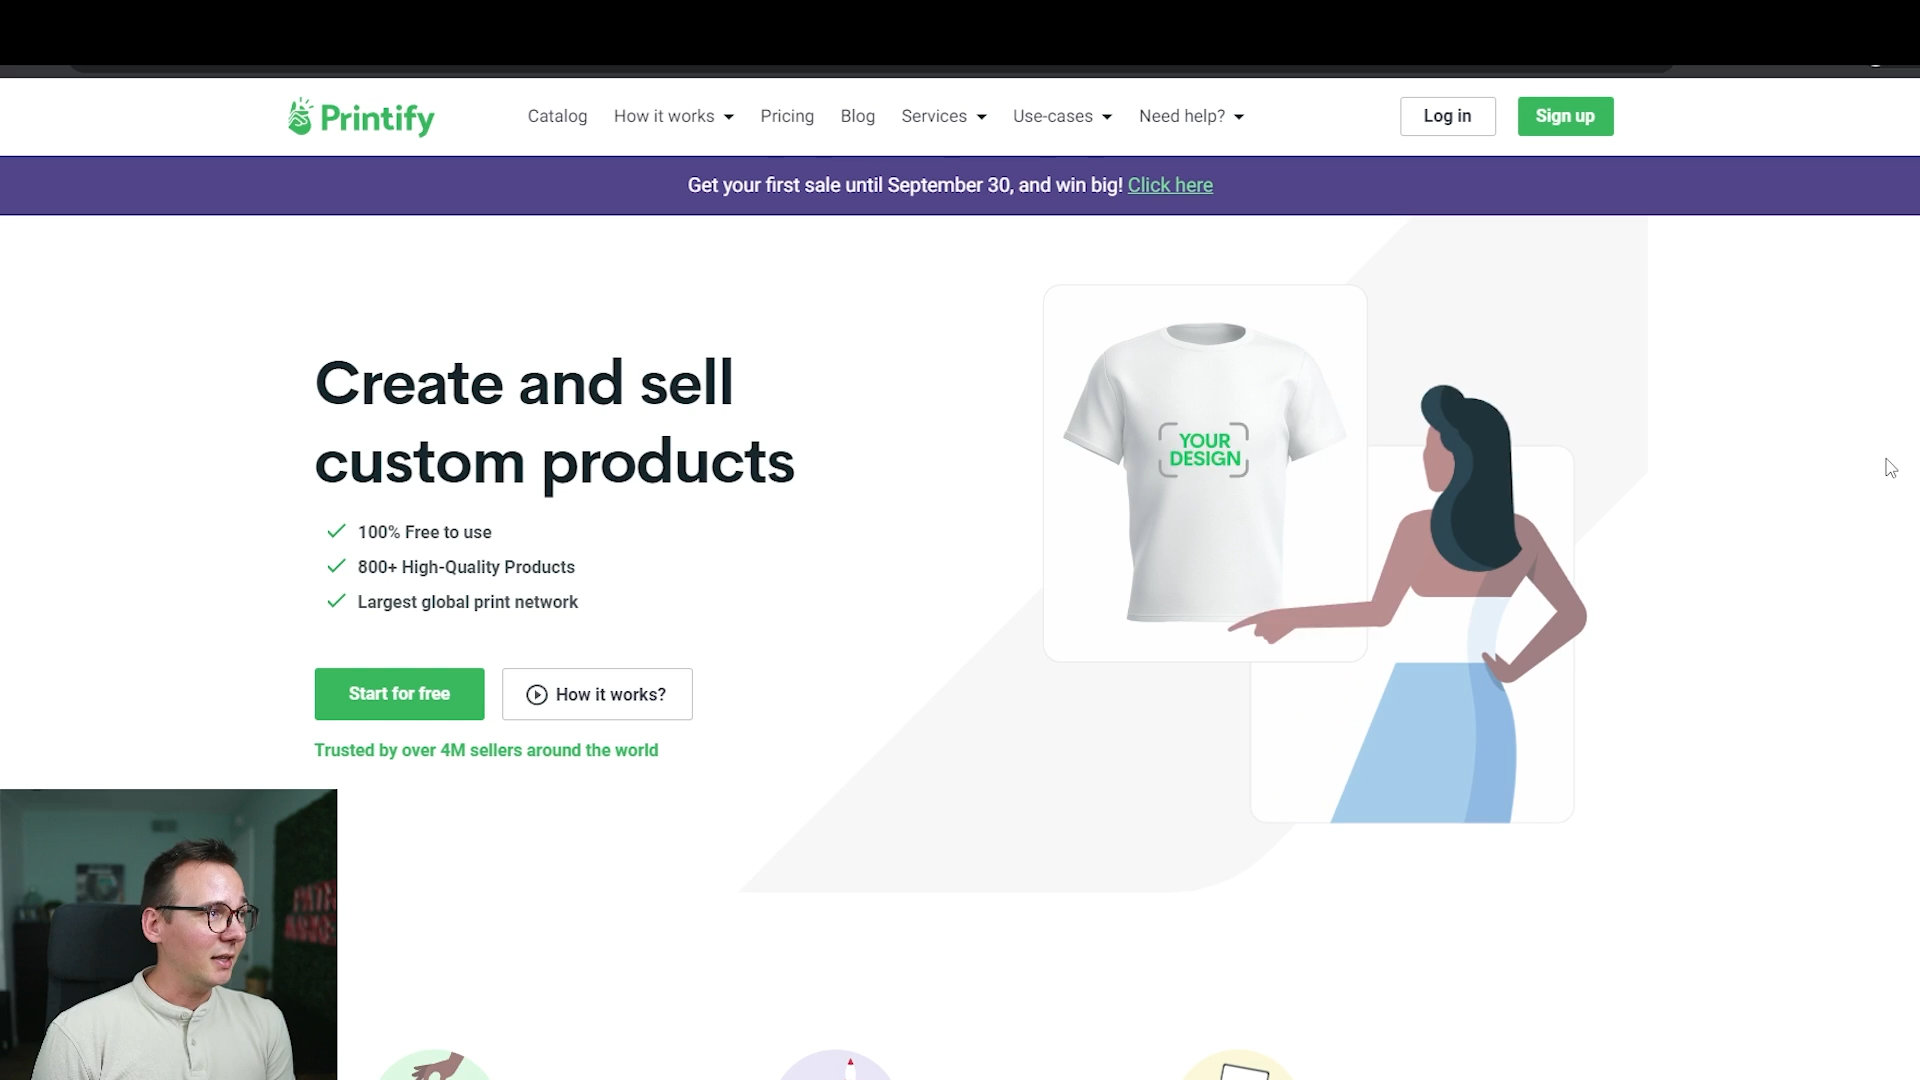 Printify
Catalog
How it works
Pricing
Blog
Services
Use-cases
Need help?
Log in
Sign up
Get your first sale until September 30, and win big! Click here
Create and sell
custom products
100% Free to use
800+ High-Quality Products
Largest global print network
Start for free
How it works?
Trusted by over 4M sellers around the world
YOUR
DESIGN